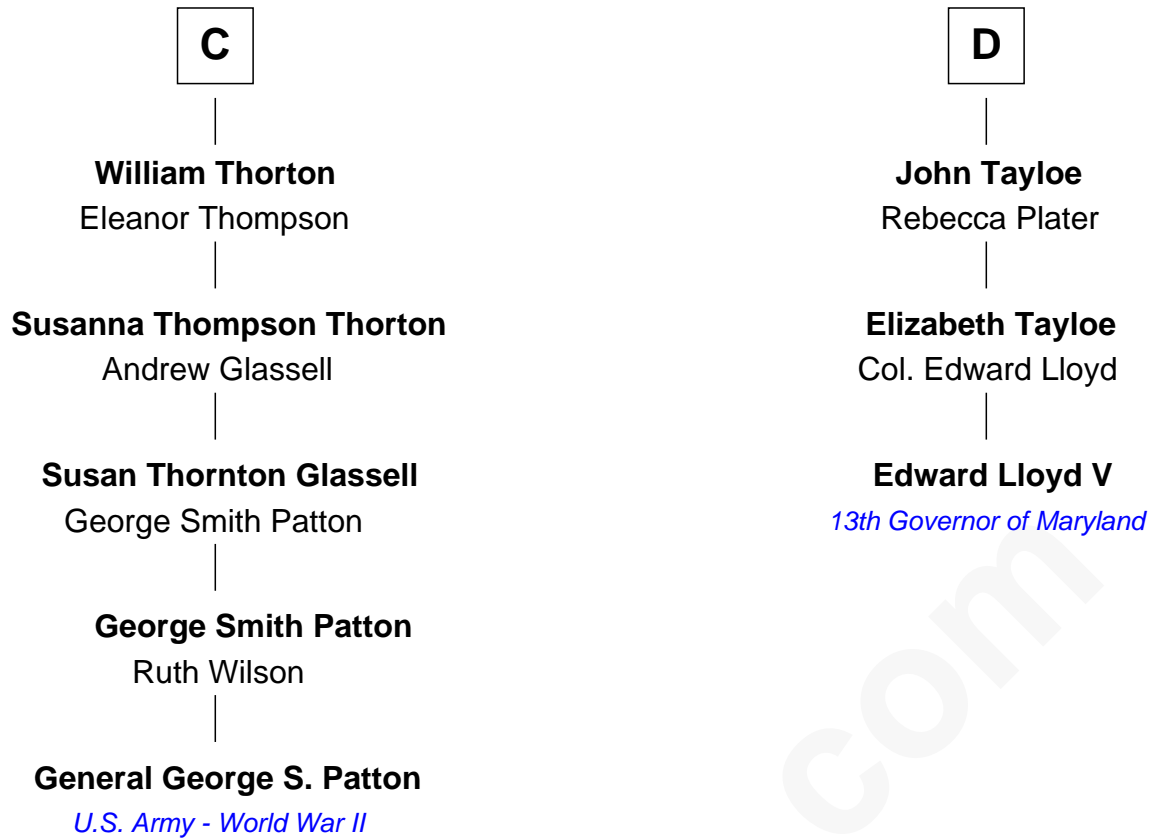 C
William Thorton
Eleanor Thompson
Susanna Thompson Thorton
Andrew Glassell
Susan Thornton Glassell
George Smith Patton
George Smith Patton
Ruth Wilson
General George S. Patton
U.S. Army - World War II
D
John Tayloe
Rebecca Plater
Elizabeth Tayloe
Col. Edward Lloyd
Edward Lloyd V
13th Governor of Maryland
com